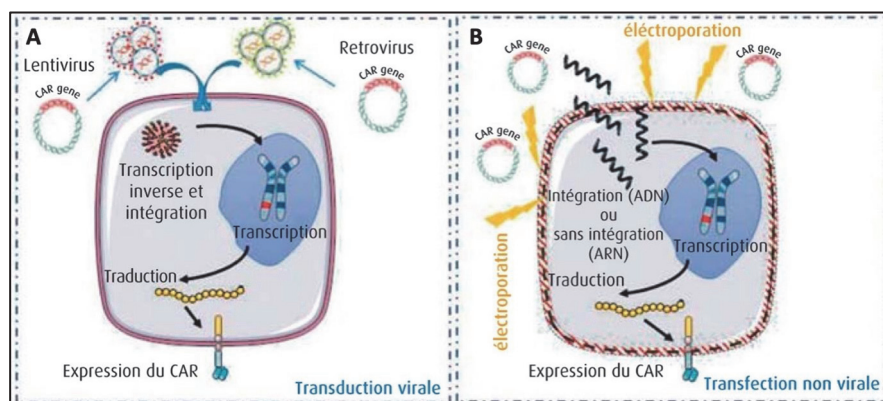 A
Lentivirus
CAR gene
Retrovirus
CAR gene
Transcription
inverse et
intégration
Transcription
Traduction
Expression du CAR
Transduction virale
B
éléctroporation
CAR gene
CAR gene
CAR gene
électroporation
Intégration (ADN)
ou
sans intégration
(ARN)
Transcription
Traduction
Expression du CAR
Transfection non virale